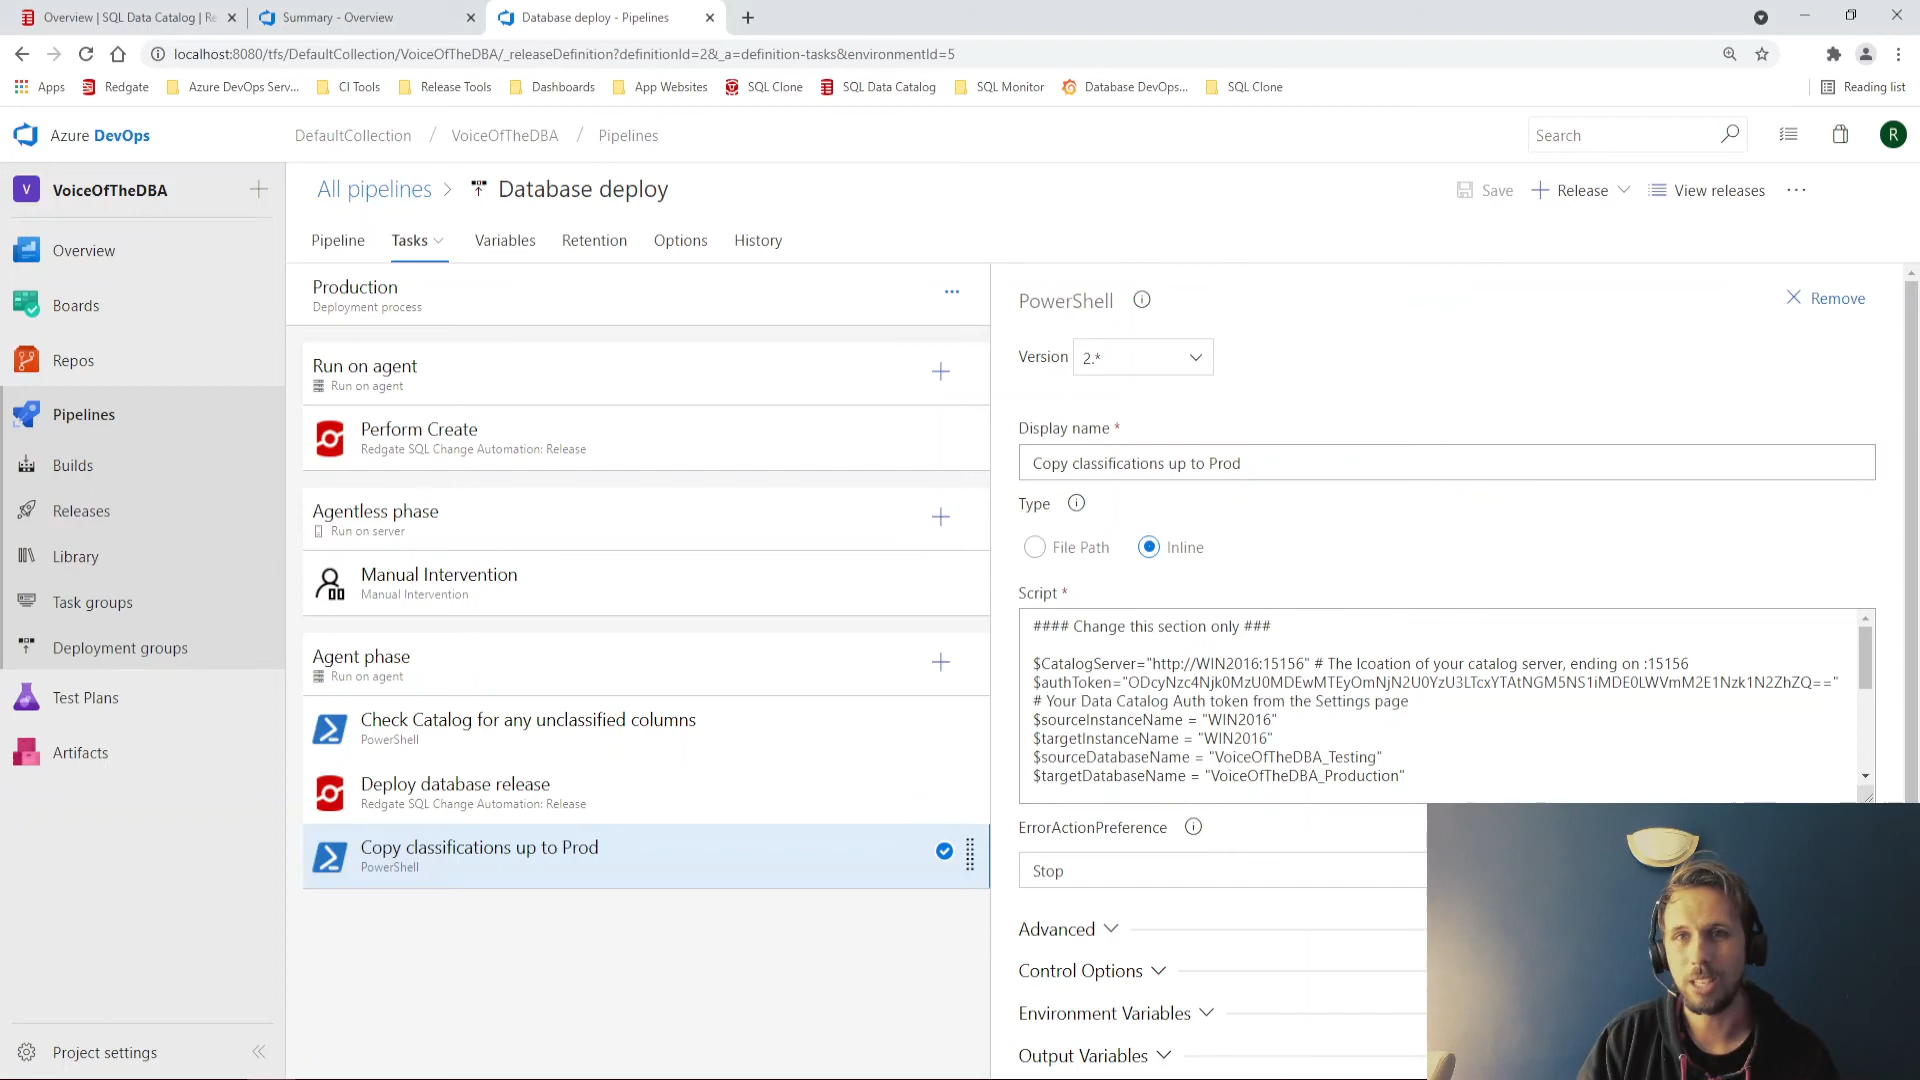 Overview | SQL Data Catalog | Re
Summary - Overview
Database deploy - Pipelines
localhost:8080/tfs/DefaultCollection/VoiceOfTheDBA/_releaseDefinition?definitionId=2&_a=definition-tasks&environmentId=5
Apps
Redgate
Azure DevOps Serv...
CI Tools
Release Tools
Dashboards
App Websites
SQL Clone
SQL Data Catalog
SQL Monitor
Database DevOps...
SQL Clone
Reading list
Azure DevOps
DefaultCollection / VoiceOfTheDBA / Pipelines
Search
R
V VoiceOfTheDBA
Overview
Boards
Repos
Pipelines
Builds
Releases
Library
Task groups
Deployment groups
Test Plans
Artifacts
Project settings
All pipelines > Database deploy
Save
Release
View releases
Pipeline
Tasks
Variables
Retention
Options
History
Production
Deployment process
Run on agent
Run on agent
Perform Create
Redgate SQL Change Automation: Release
Agentless phase
Run on server
Manual Intervention
Manual Intervention
Agent phase
Run on agent
Check Catalog for any unclassified columns
PowerShell
Deploy database release
Redgate SQL Change Automation: Release
Copy classifications up to Prod
PowerShell
PowerShell
Remove
Version 2.*
Display name *
Copy classifications up to Prod
Type
File Path
Inline
Script *
#### Change this section only ###
$CatalogServer="http://WIN2016:15156" # The lcoation of your catalog server, ending on :15156
$authToken="ODcyNzc4Njk0MzU0MDEwMTEyOmNjN2U0YzU3LTcxYTAtNGM5NS1iMDE0LWVmM2E1Nzk1N2ZhZQ=="
# Your Data Catalog Auth token from the Settings page
$sourceInstanceName = "WIN2016"
$targetInstanceName = "WIN2016"
$sourceDatabaseName = "VoiceOfTheDBA_Testing"
$targetDatabaseName = "VoiceOfTheDBA_Production"
ErrorActionPreference
Stop
Advanced
Control Options
Environment Variables
Output Variables